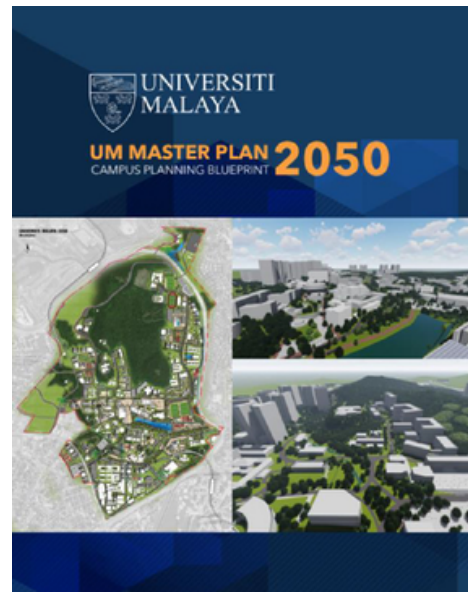 UNIVERSITI
MALAYA
UM MASTER PLAN 2050
CAMPUS PLANNING BLUEPRINT